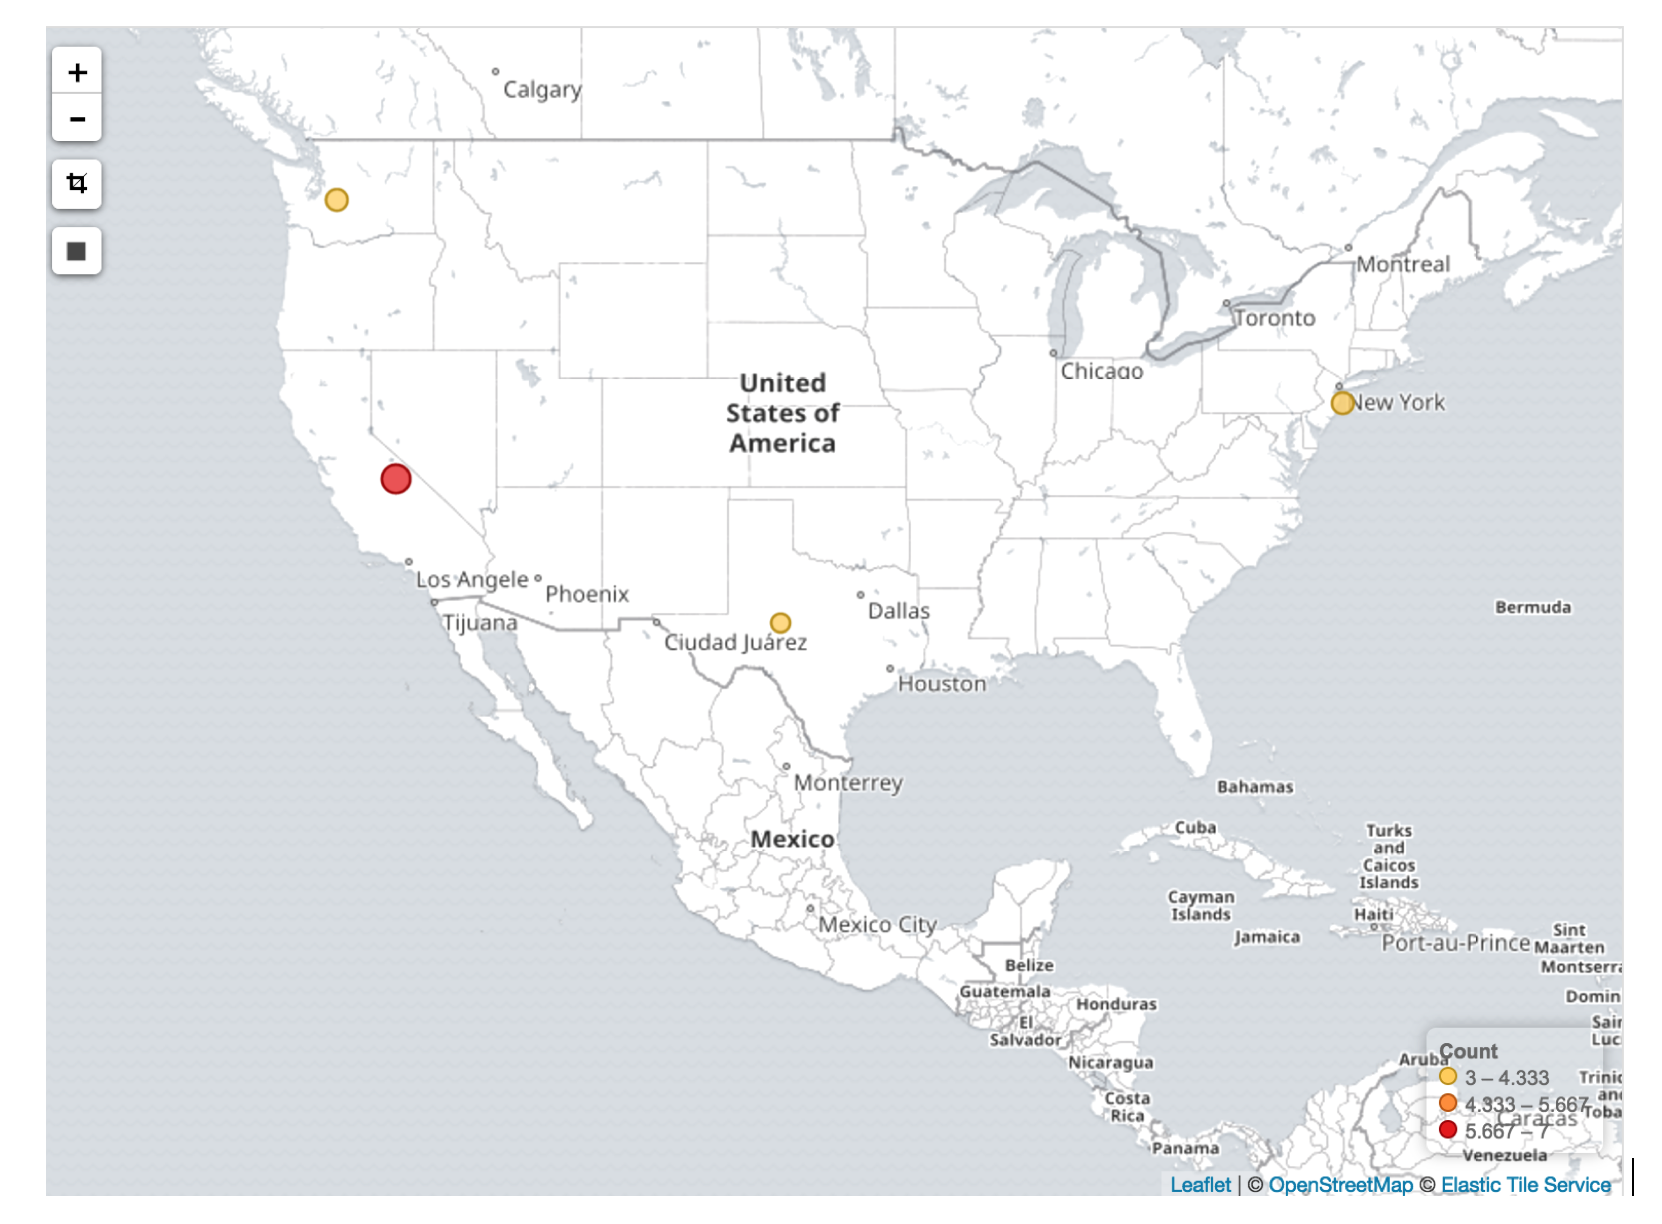 +
-
Calgary
Montreal
Toronto
Chicago
New York
United
States of
America
Los Angele
Phoenix
Tijuana
Dallas
Ciudad Juárez
Houston
Bermuda
Monterrey
Bahamas
Mexico
Cuba
Turks
and
Caicos
Islands
Cayman
Islands
Haiti
Mexico City
Jamaica
Port-au-Prince
Sint
Maarten
Belize
Montserra
Guatemala
Honduras
Domin
El
Salvador
Sain
Luc
Nicaragua
Aruba
Count
3 – 4.333
4.333 – 5.667
5.667 – 7
Trinid
and
Toba
Caracas
Costa
Rica
Panama
Venezuela
Leaflet | © OpenStreetMap © Elastic Tile Service